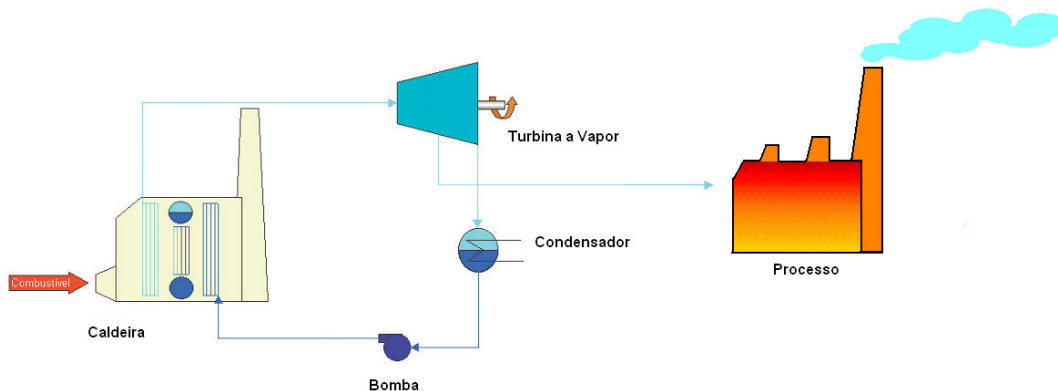 Turbina a Vapor
Condensador
Processo
Combustível
Caldeira
Bomba